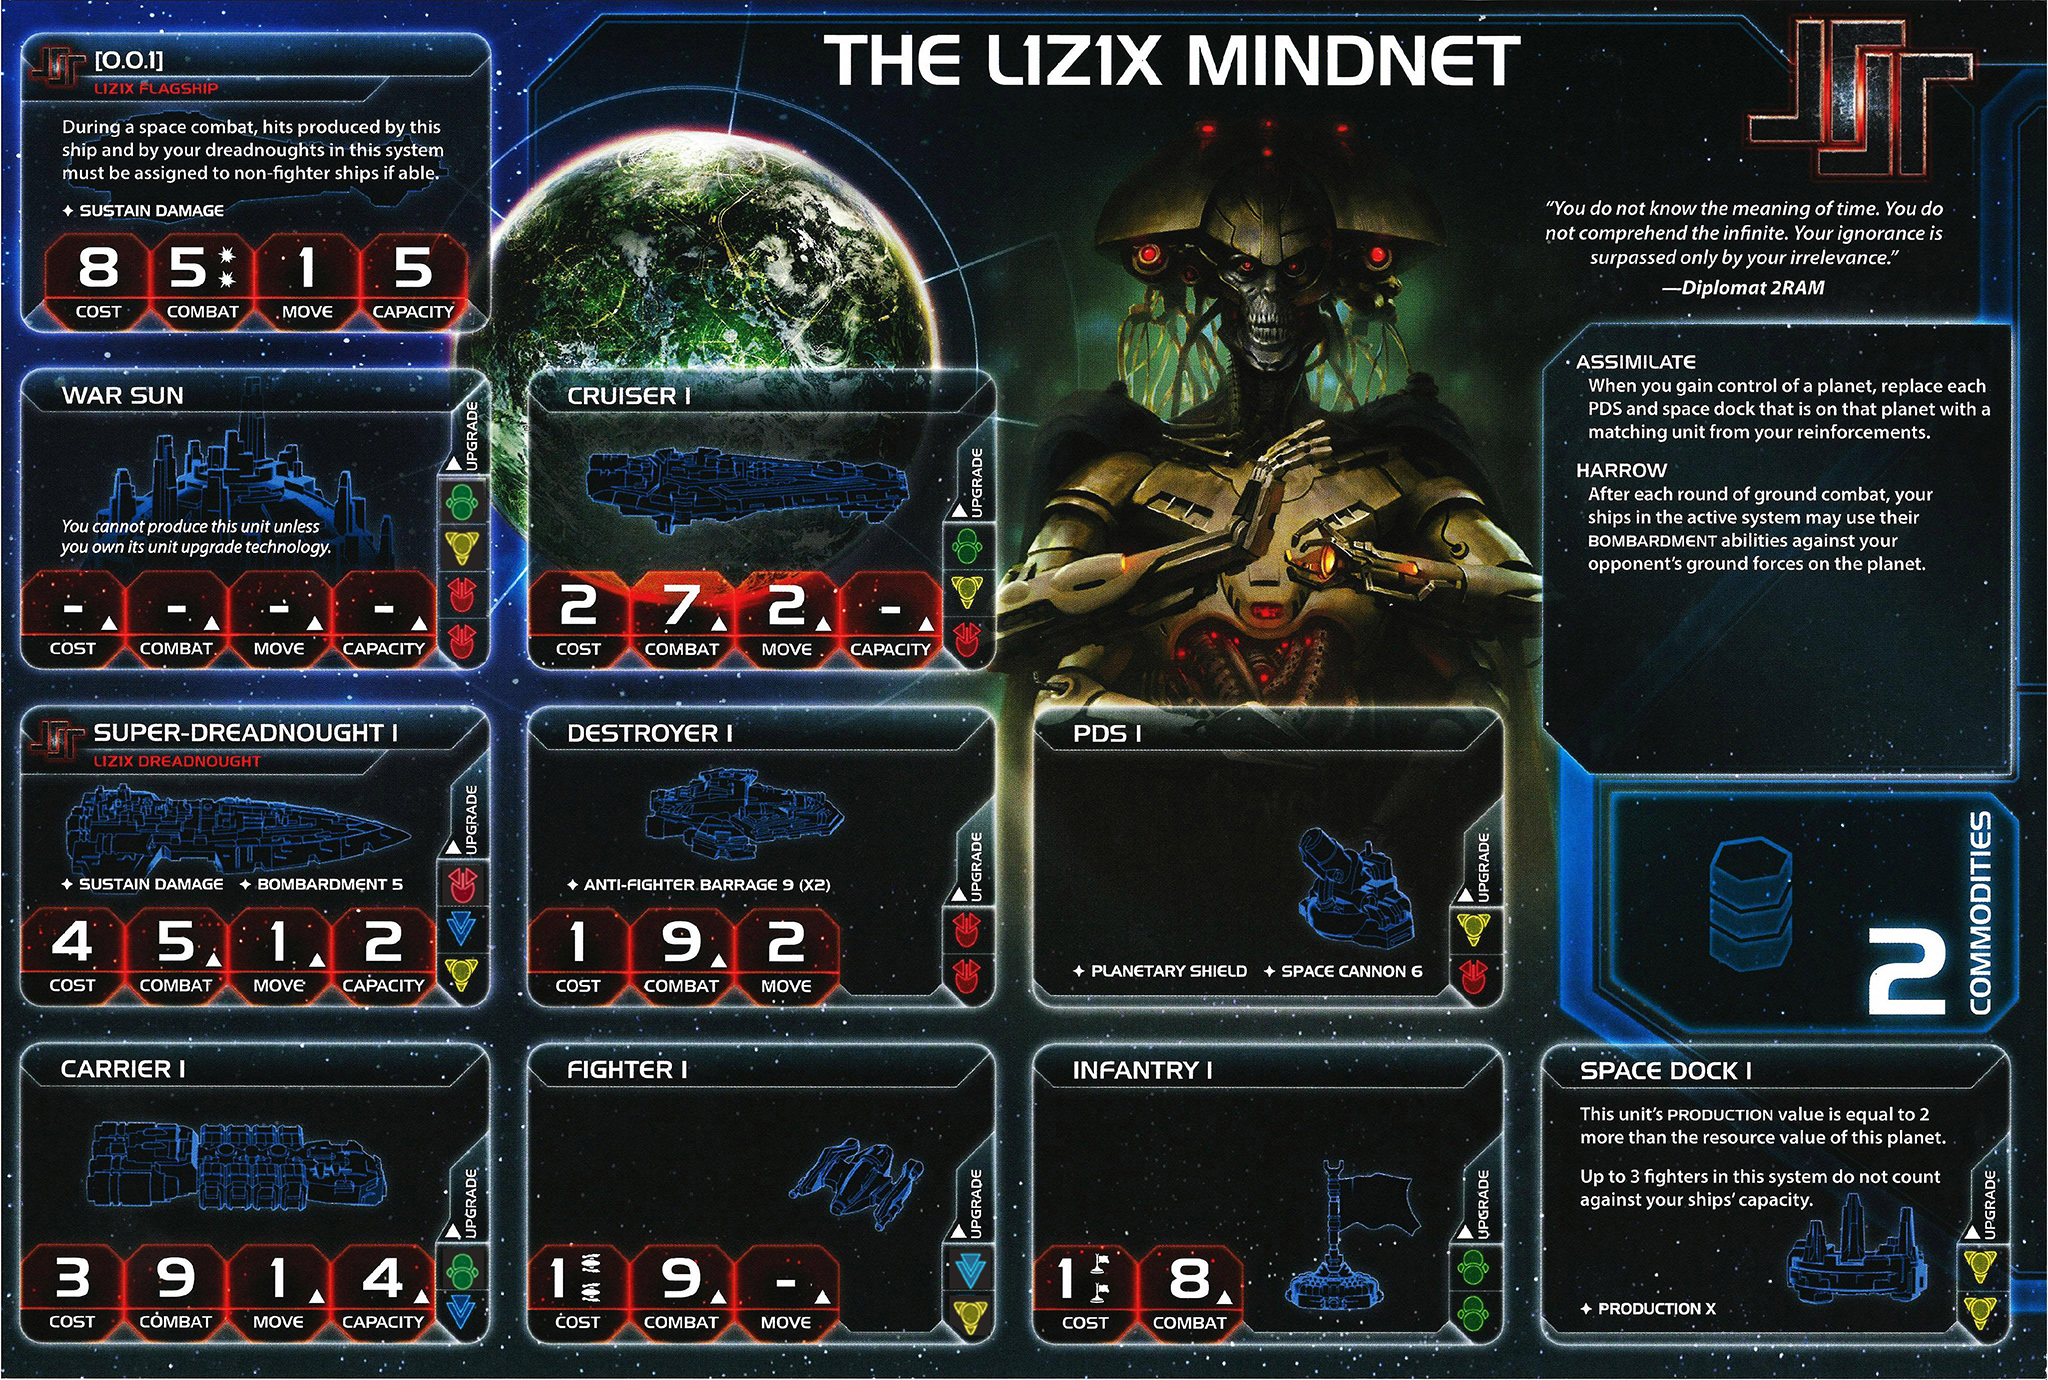 THE L1Z1X MINDNET
[0.0.1]
L1Z1X FLAGSHIP
During a space combat, hits produced by this
ship and by your dreadnoughts in this system
must be assigned to non-fighter ships if able.
✦ SUSTAIN DAMAGE
8 5 1 5
COST COMBAT MOVE CAPACITY
"You do not know the meaning of time. You do
not comprehend the infinite. Your ignorance is
surpassed only by your irrelevance."
—Diplomat 2RAM
ASSIMILATE
When you gain control of a planet, replace each
PDS and space dock that is on that planet with a
matching unit from your reinforcements.
HARROW
After each round of ground combat, your
ships in the active system may use their
BOMBARDMENT abilities against your
opponent's ground forces on the planet.
WAR SUN
UPGRADE
You cannot produce this unit unless
you own its unit upgrade technology.
- - - -
COST COMBAT MOVE CAPACITY
CRUISER I
UPGRADE
2 7 2 -
COST COMBAT MOVE CAPACITY
SUPER-DREADNOUGHT I
L1Z1X DREADNOUGHT
UPGRADE
✦ SUSTAIN DAMAGE ✦ BOMBARDMENT 5
4 5 1 2
COST COMBAT MOVE CAPACITY
DESTROYER I
UPGRADE
✦ ANTI-FIGHTER BARRAGE 9 (X2)
1 9 2
COST COMBAT MOVE
PDS I
UPGRADE
✦ PLANETARY SHIELD ✦ SPACE CANNON 6
2
COMMODITIES
CARRIER I
UPGRADE
3 9 1 4
COST COMBAT MOVE CAPACITY
FIGHTER I
UPGRADE
1 9 -
COST COMBAT MOVE
INFANTRY I
UPGRADE
1 8
COST COMBAT
SPACE DOCK I
This unit's PRODUCTION value is equal to 2
more than the resource value of this planet.
Up to 3 fighters in this system do not count
against your ships' capacity.
UPGRADE
✦ PRODUCTION X